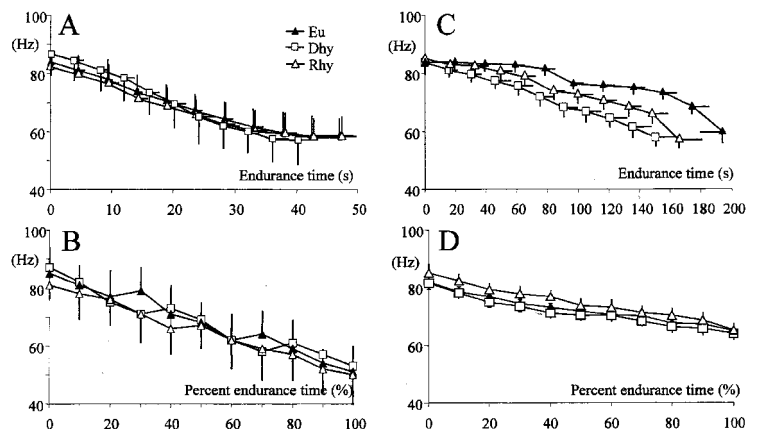 A
C
100
(Hz)
80
60
40
Eu
Dhy
Rhy
Endurance time (s)
0 10 20 30 40 50
100
(Hz)
80
60
40
Endurance time (s)
0 20 40 60 80 100 120 140 160 180 200
B
D
100
(Hz)
80
60
40
Percent endurance time (%)
0 20 40 60 80 100
100
(Hz)
80
60
40
Percent endurance time (%)
0 20 40 60 80 100